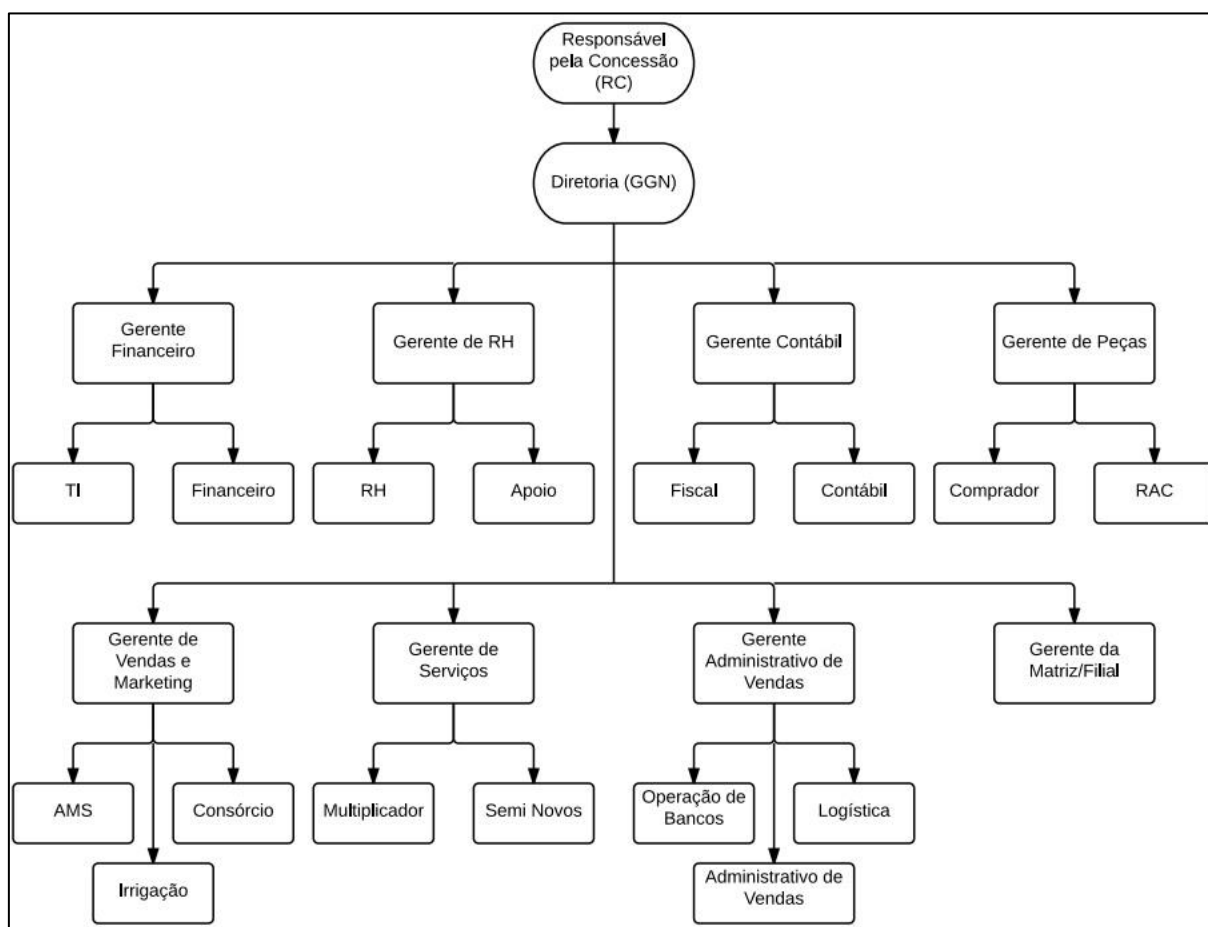 Responsável
pela Concessão
(RC)
Diretoria (GGN)
Gerente
Financeiro
Gerente de RH
Gerente Contábil
Gerente de Peças
TI
Financeiro
RH
Apoio
Fiscal
Contábil
Comprador
RAC
Gerente de
Vendas e
Marketing
Gerente de
Serviços
Gerente
Administrativo de
Vendas
Gerente da
Matriz/Filial
AMS
Consórcio
Multiplicador
Semi Novos
Operação de
Bancos
Logística
Irrigação
Administrativo de
Vendas